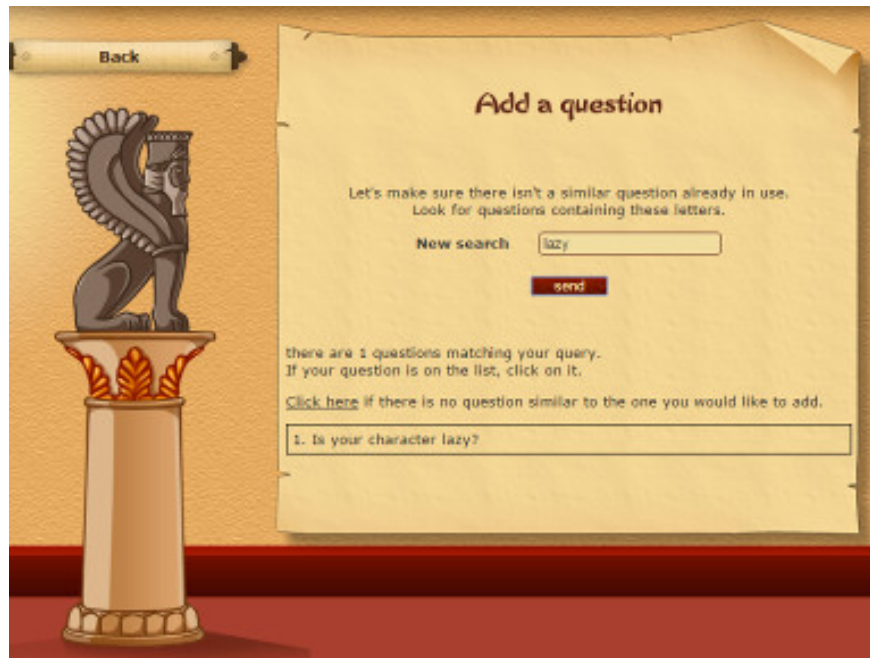 Back
Add a question
Let's make sure there isn't a similar question already in use.
Look for questions containing these letters.
New search lazy
send
there are 1 questions matching your query.
If your question is on the list, click on it.
Click here if there is no question similar to the one you would like to add.
1. Is your character lazy?